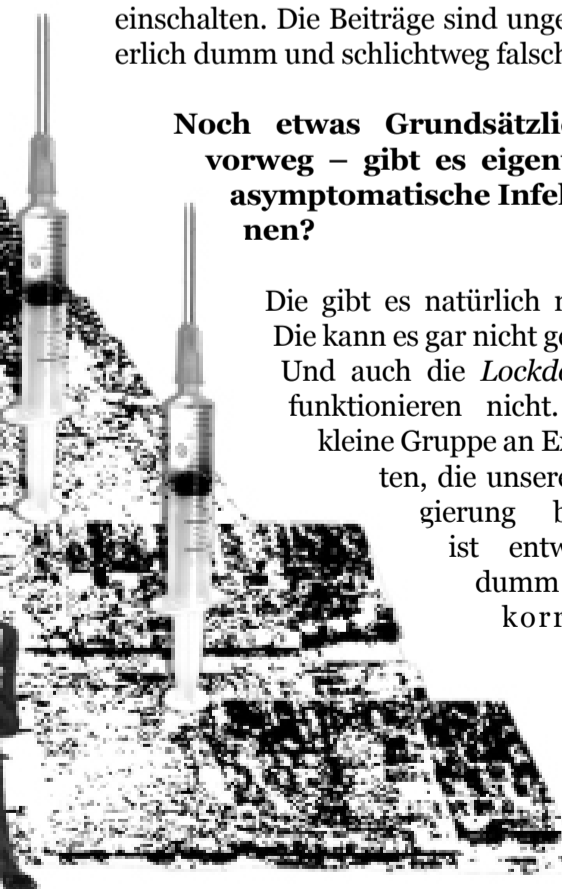 einschalten. Die Beiträge sind unge
erlich dumm und schlichtweg falsch
Noch etwas Grundsätzli
vorweg – gibt es eigen
asymptomatische Infe
nen?
Die gibt es natürlich
Die kann es gar nicht g
Und auch die Lockd
funktionieren nicht.
kleine Gruppe an E
ten, die unser
gierung b
ist entw
dumm
korr